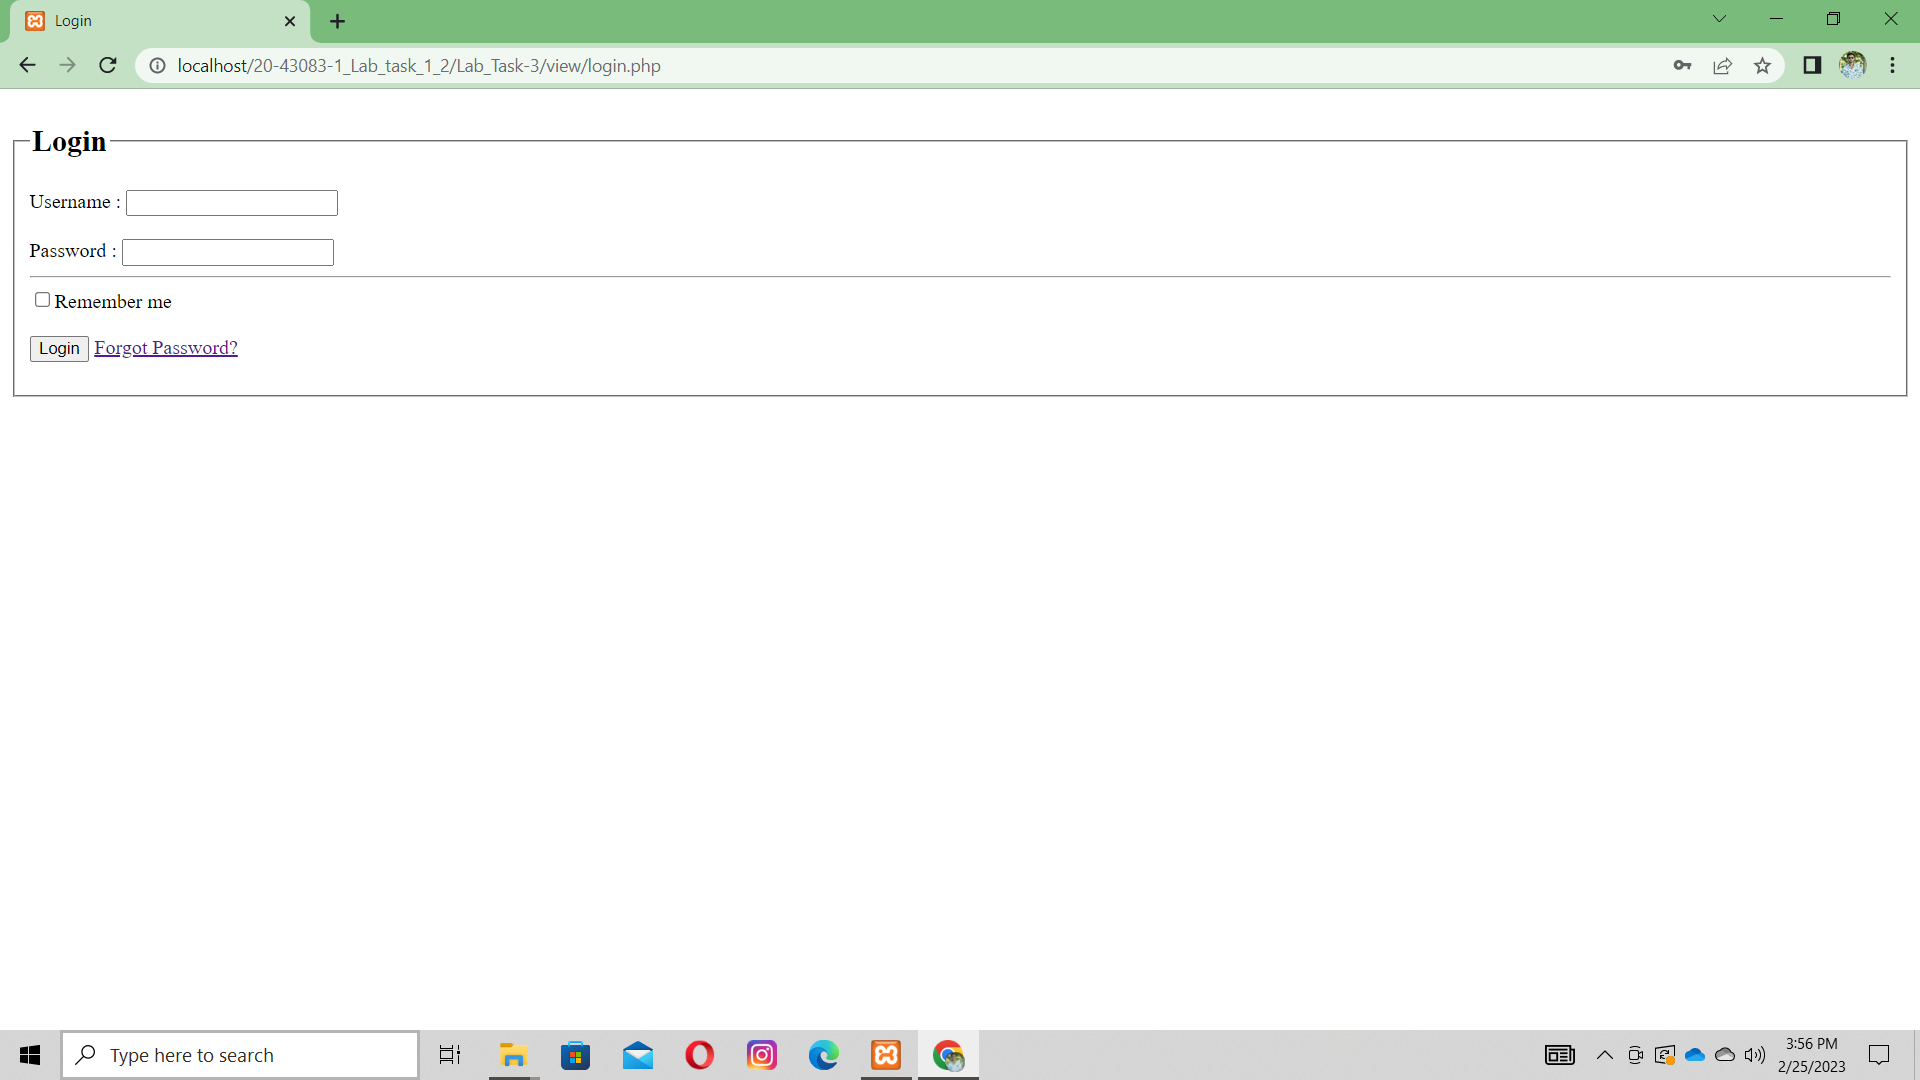 Login
localhost/20-43083-1_Lab_task_1_2/Lab_Task-3/view/login.php
Login
Username :
Password :
Remember me
Login Forgot Password?
Type here to search
3:56 PM
2/25/2023